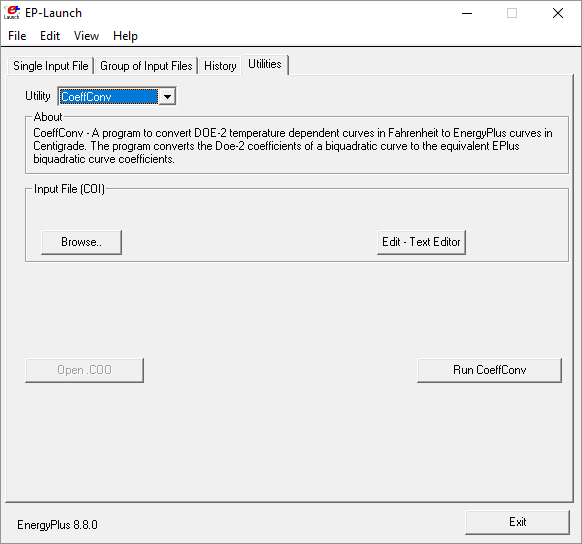 EP-Launch
File Edit View Help
Single Input File Group of Input Files History Utilities
Utility CoeffConv
About
CoeffConv - A program to convert DOE-2 temperature dependent curves in Fahrenheit to EnergyPlus curves in
Centigrade. The program converts the Doe-2 coefficients of a biquadratic curve to the equivalent EPlus
biquadratic curve coefficients.
Input File (COI)
Browse.. Edit - Text Editor
Open .COO Run CoeffConv
EnergyPlus 8.8.0 Exit